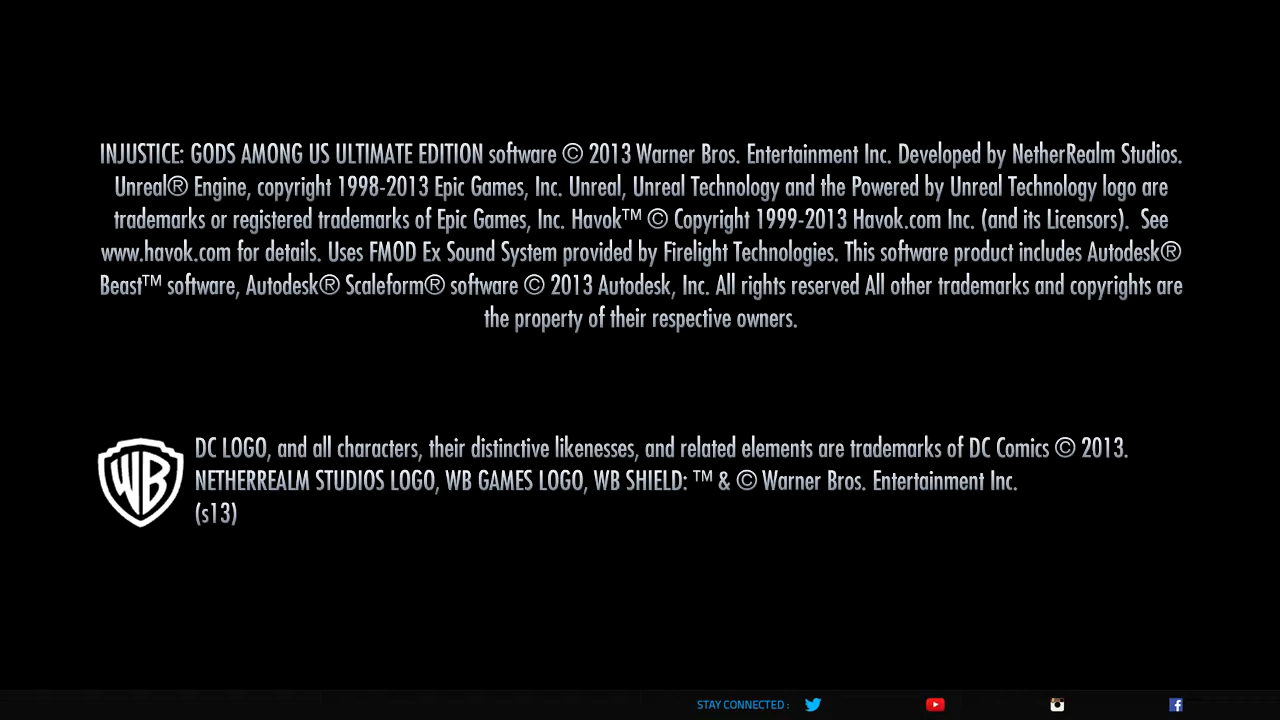 INJUSTICE: GODS AMONG US ULTIMATE EDITION software © 2013 Warner Bros. Entertainment Inc. Developed by NetherRealm Studios.
Unreal® Engine, copyright 1998-2013 Epic Games, Inc. Unreal, Unreal Technology and the Powered by Unreal Technology logo are
trademarks or registered trademarks of Epic Games, Inc. Havok™ © Copyright 1999-2013 Havok.com Inc. (and its Licensors). See
www.havok.com for details. Uses FMOD Ex Sound System provided by Firelight Technologies. This software product includes Autodesk®
Beast™ software, Autodesk® Scaleform® software © 2013 Autodesk, Inc. All rights reserved All other trademarks and copyrights are
the property of their respective owners.
WB
DC LOGO, and all characters, their distinctive likenesses, and related elements are trademarks of DC Comics © 2013.
NETHERREALM STUDIOS LOGO, WB GAMES LOGO, WB SHIELD: ™ & © Warner Bros. Entertainment Inc.
(s13)
STAY CONNECTED :